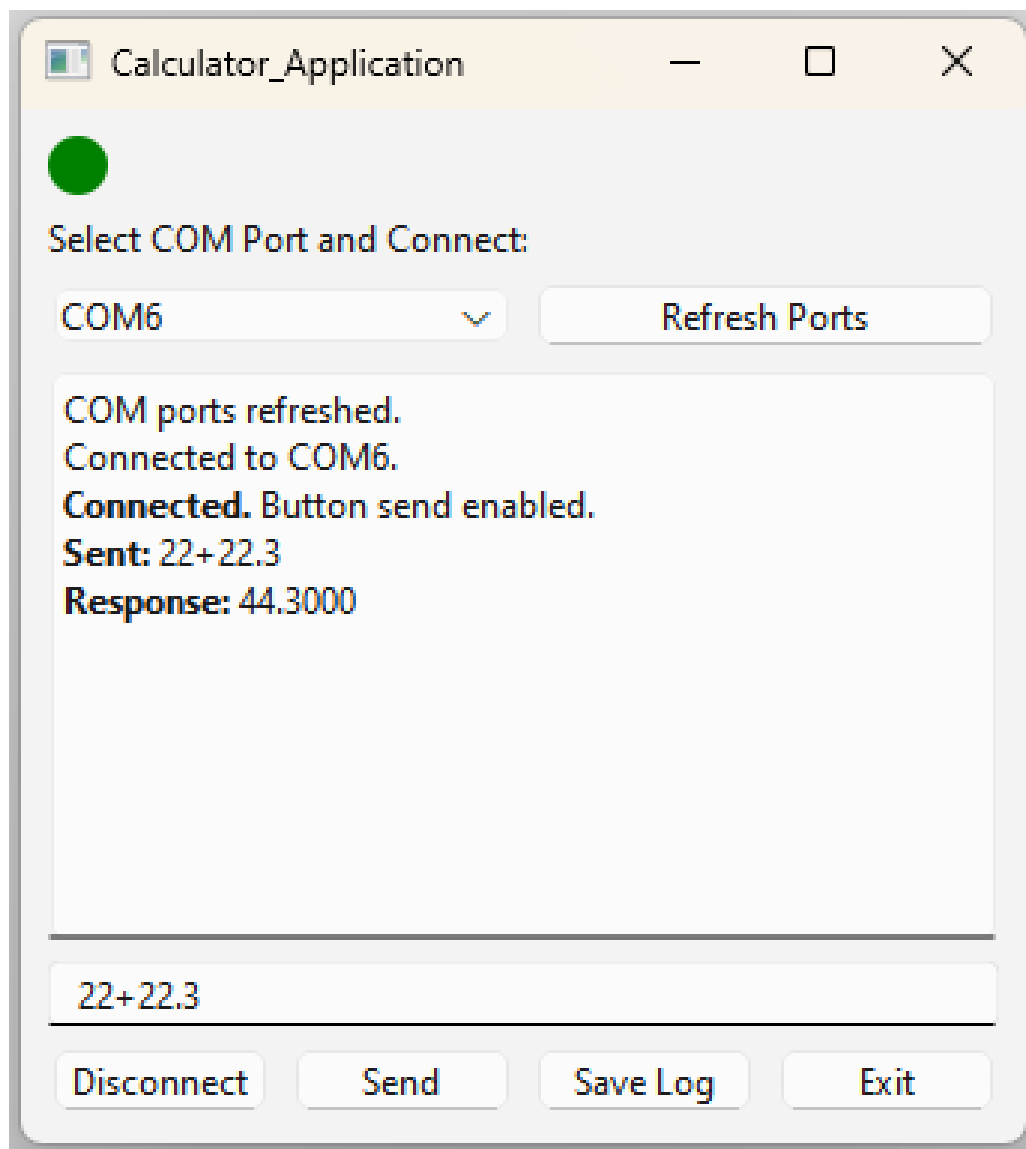 Calculator_Application
Select COM Port and Connect:
COM6
Refresh Ports
COM ports refreshed.
Connected to COM6.
Connected. Button send enabled.
Sent: 22+22.3
Response: 44.3000
22+22.3
Disconnect
Send
Save Log
Exit